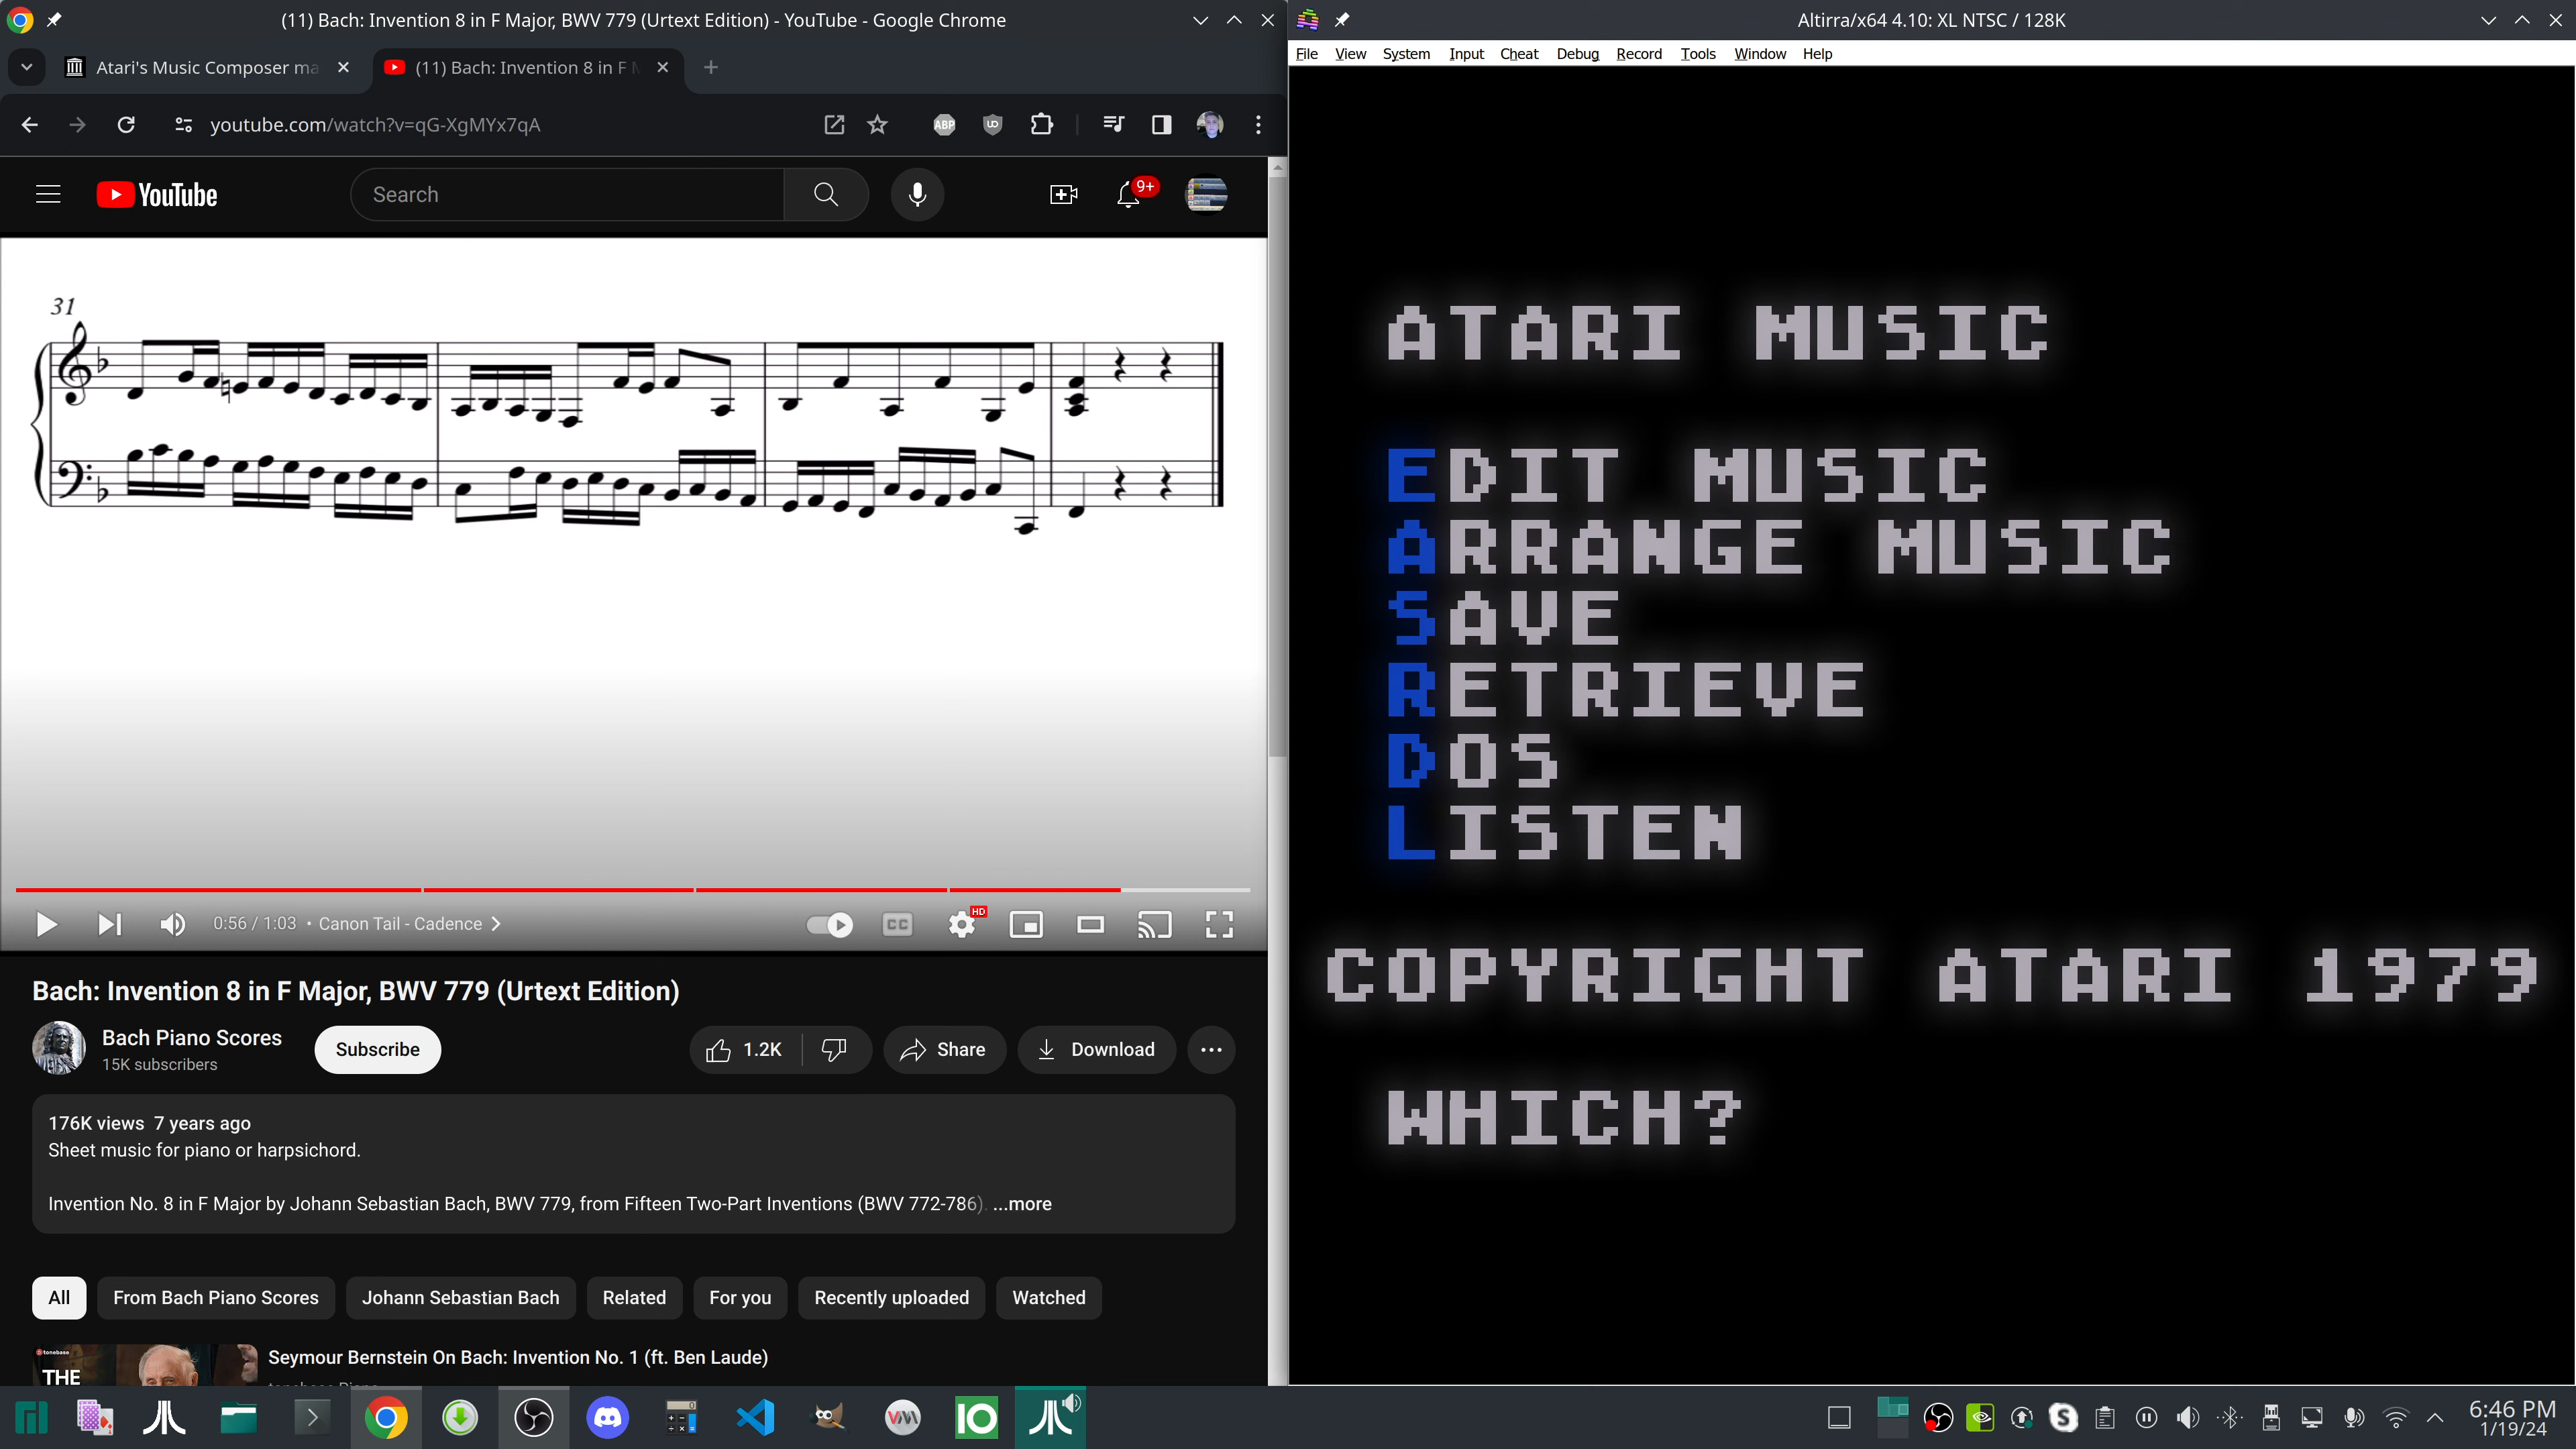 (11) Bach: Invention 8 in F Major, BWV 779 (Urtext Edition) - YouTube - Google Chrome
Atari's Music Composer ma
(11) Bach: Invention 8 in F M
youtube.com/watch?v=qG-XgMYx7qA
ABP
UO
YouTube
Search
9+
31
0:56 / 1:03 • Canon Tail - Cadence
CC
HD
Bach: Invention 8 in F Major, BWV 779 (Urtext Edition)
Bach Piano Scores
15K subscribers
Subscribe
1.2K
Share
Download
176K views 7 years ago
Sheet music for piano or harpsichord.
Invention No. 8 in F Major by Johann Sebastian Bach, BWV 779, from Fifteen Two-Part Inventions (BWV 772-786). ...more
All
From Bach Piano Scores
Johann Sebastian Bach
Related
For you
Recently uploaded
Watched
tonebase
THE
Seymour Bernstein On Bach: Invention No. 1 (ft. Ben Laude)
Altirra/x64 4.10: XL NTSC / 128K
File View System Input Cheat Debug Record Tools Window Help
ATARI MUSIC
EDIT MUSIC
ARRANGE MUSIC
SAVE
RETRIEVE
DOS
LISTEN
COPYRIGHT ATARI 1979
WHICH?
IO
6:46 PM
1/19/24